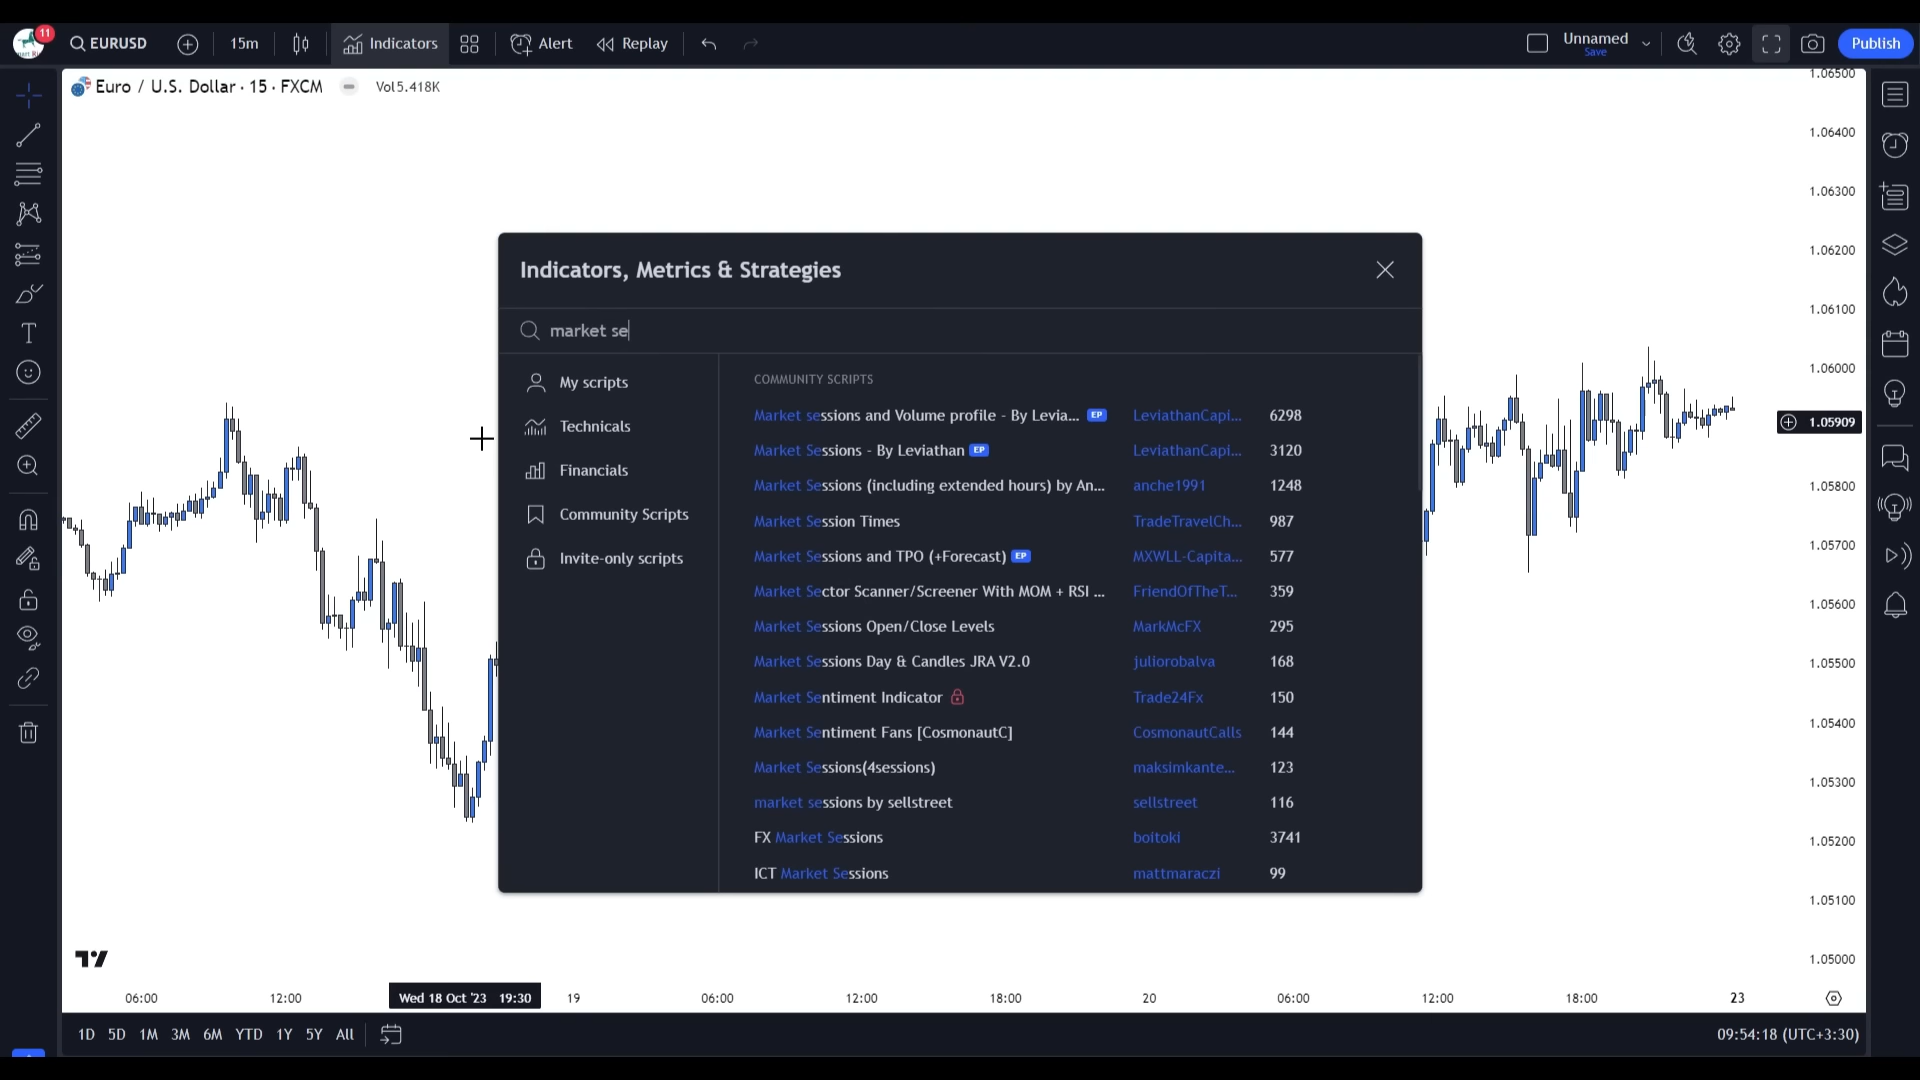 11
EURUSD
15m
Indicators
Alert
Replay
Unnamed
Save
Publish
Euro / U.S. Dollar · 15 · FXCM
Vol5.418K
1.06500
1.06400
1.06300
1.06200
1.06100
1.06000
1.05909
1.05800
1.05700
1.05600
1.05500
1.05400
1.05300
1.05200
1.05100
1.05000
Indicators, Metrics & Strategies
market se
My scripts
Technicals
Financials
Community Scripts
Invite-only scripts
COMMUNITY SCRIPTS
Market sessions and Volume profile - By Levia... EP LeviathanCapi... 6298
Market Sessions - By Leviathan EP LeviathanCapi... 3120
Market Sessions (including extended hours) by An... anche1991 1248
Market Session Times TradeTravelCh... 987
Market Sessions and TPO (+Forecast) EP MXWLL-Capita... 577
Market Sector Scanner/Screener With MOM + RSI ... FriendOfTheT... 359
Market Sessions Open/Close Levels MarkMcFX 295
Market Sessions Day & Candles JRA V2.0 juliorobalva 168
Market Sentiment Indicator Trade24Fx 150
Market Sentiment Fans [CosmonautC] CosmonautCalls 144
Market Sessions(4sessions) maksimkante... 123
market sessions by sellstreet sellstreet 116
FX Market Sessions boitoki 3741
ICT Market Sessions mattmaraczi 99
06:00
12:00
Wed 18 Oct '23 19:30
19
06:00
12:00
18:00
20
06:00
12:00
18:00
23
1D 5D 1M 3M 6M YTD 1Y 5Y All
09:54:18 (UTC+3:30)